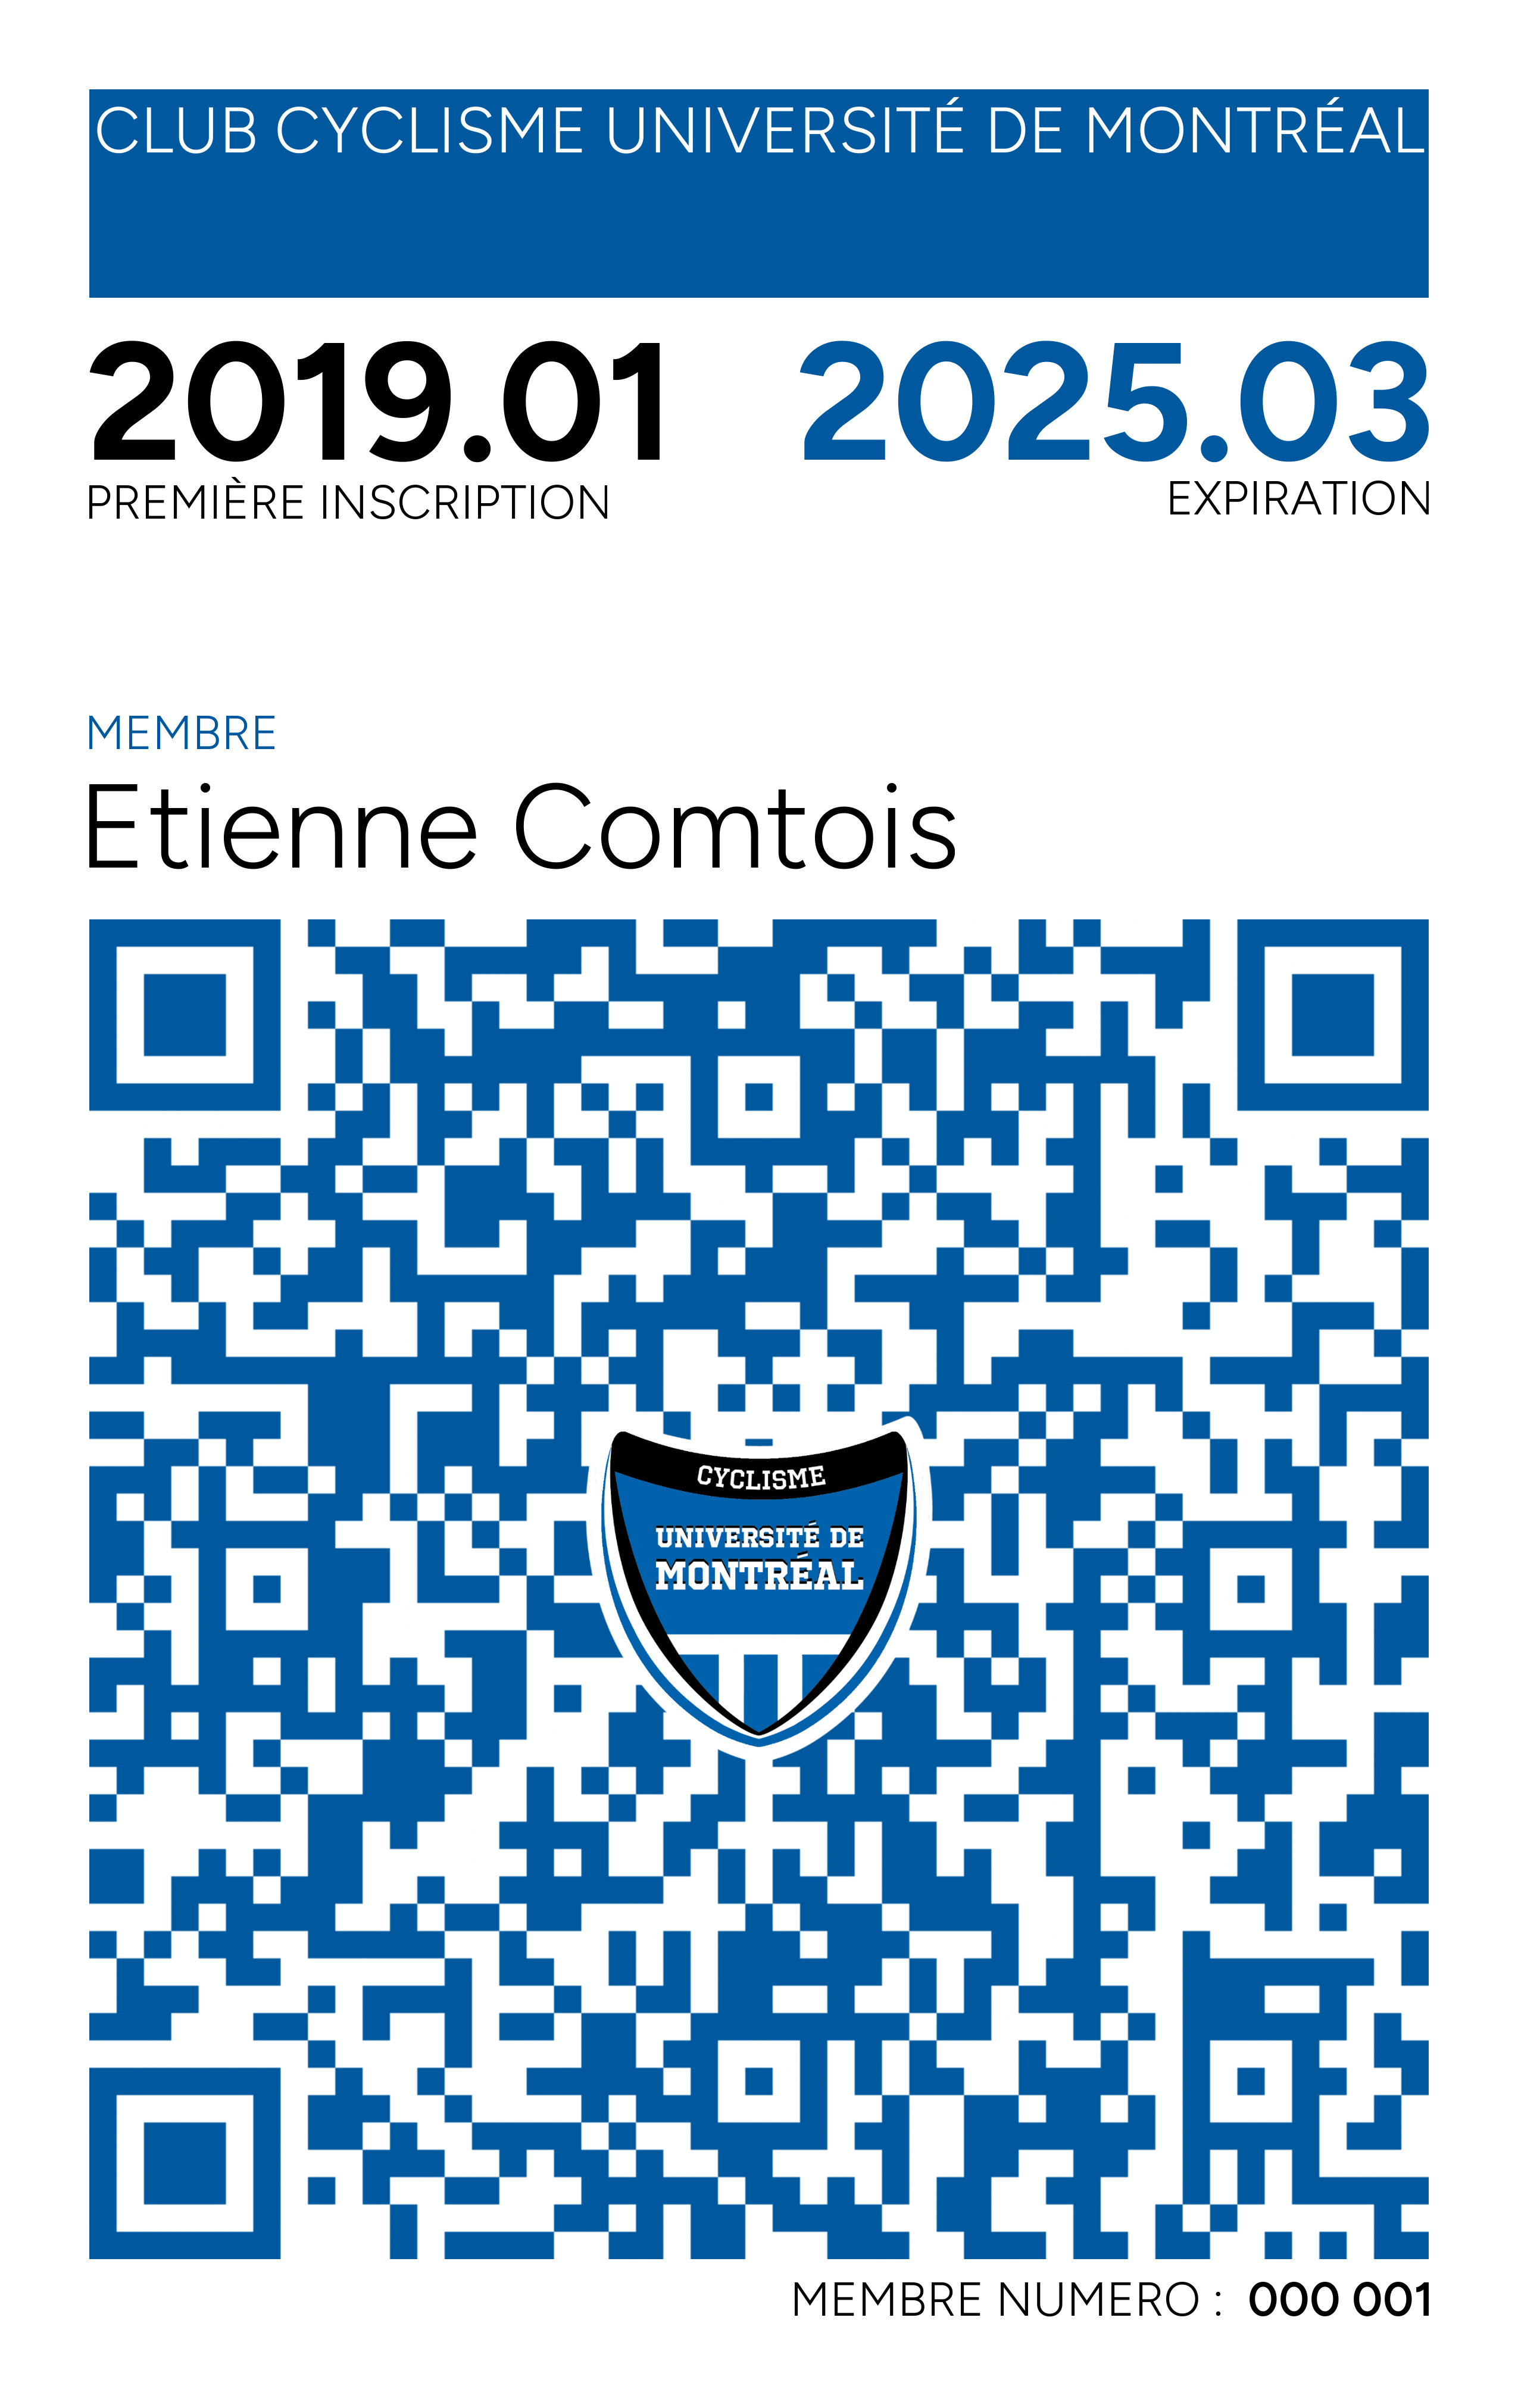 CLUB CYCLISME UNIVERSITÉ DE MONTRÉAL
2019.01 2025.03
PREMIÈRE INSCRIPTION EXPIRATION
MEMBRE
Etienne Comtois
CYCLISME
UNIVERSITÉ DE
MONTRÉAL
MEMBRE NUMERO : 000 001